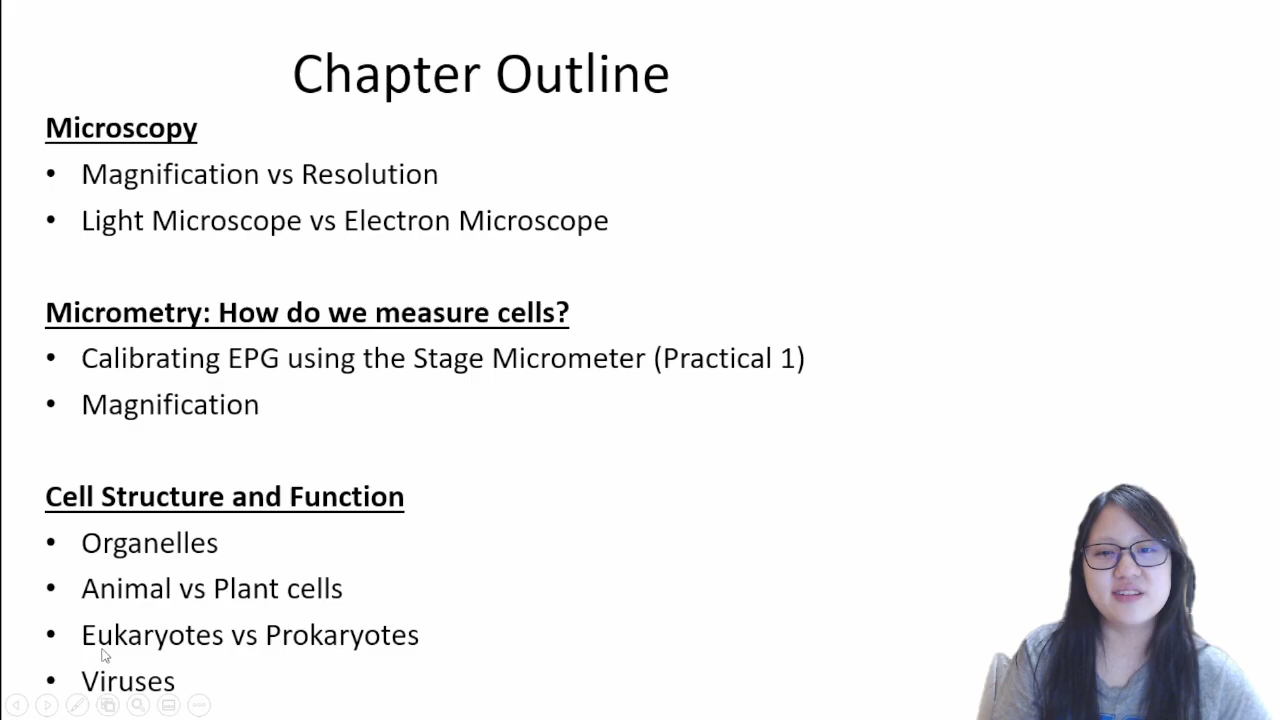 Chapter Outline
Microscopy
• Magnification vs Resolution
• Light Microscope vs Electron Microscope
Micrometry: How do we measure cells?
• Calibrating EPG using the Stage Micrometer (Practical 1)
• Magnification
Cell Structure and Function
• Organelles
• Animal vs Plant cells
• Eukaryotes vs Prokaryotes
• Viruses